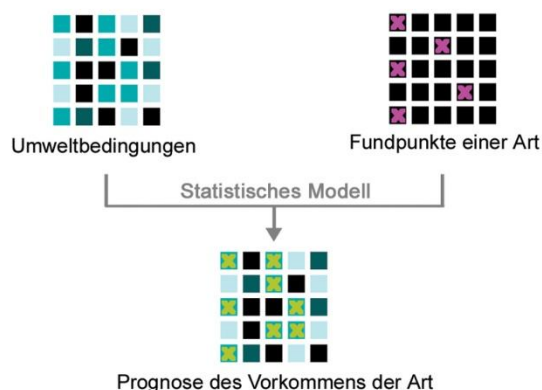 Umweltbedingungen
Fundpunkte einer Art
Statistisches Modell
Prognose des Vorkommens der Art